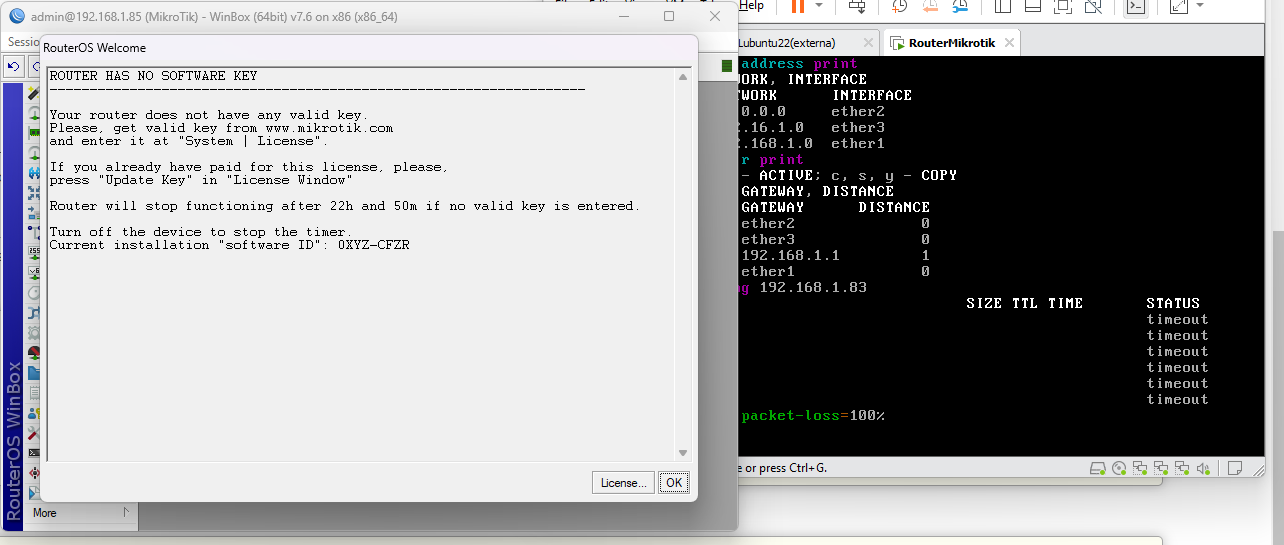 admin@192.168.1.85 (MikroTik) - WinBox (64bit) v7.6 on x86 (x86_64)
Help
Sessio
RouterOS Welcome
Lubuntu22(externa)
RouterMikrotik
ROUTER HAS NO SOFTWARE KEY
----------------------------------------------------------------------------
Your router does not have any valid key.
Please, get valid key from www.mikrotik.com
and enter it at "System | License".
If you already have paid for this license, please,
press "Update Key" in "License Window"
Router will stop functioning after 22h and 50m if no valid key is entered.
Turn off the device to stop the timer.
Current installation "software ID": 0XYZ-CFZR
License...
OK
RouterOS WinBox
More
address print
WORK, INTERFACE
TWORK INTERFACE
0.0.0 ether2
2.16.1.0 ether3
2.168.1.0 ether1
r print
- ACTIVE; c, s, y - COPY
GATEWAY, DISTANCE
GATEWAY DISTANCE
ether2 0
ether3 0
192.168.1.1 1
ether1 0
g 192.168.1.83
SIZE TTL TIME STATUS
timeout
timeout
timeout
timeout
timeout
timeout
packet-loss=100%
e or press Ctrl+G.